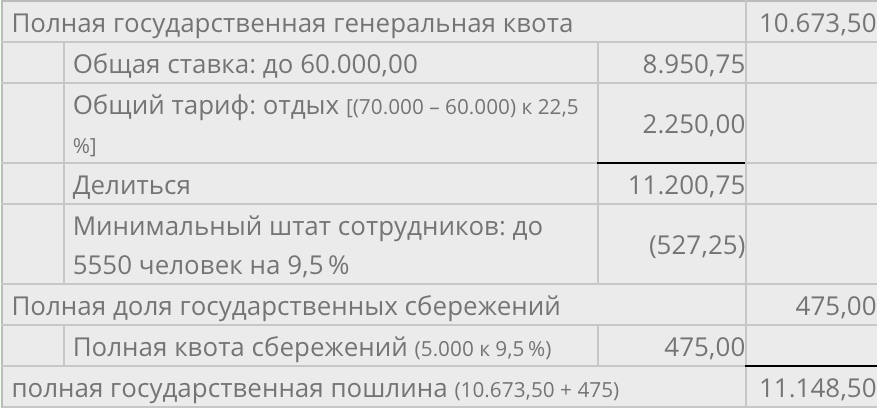 Полная государственная генеральная квота 10.673,50
Общая ставка: до 60.000,00 8.950,75
Общий тариф: отдых [(70.000 – 60.000) к 22,5
%] 2.250,00
Делиться 11.200,75
Минимальный штат сотрудников: до
5550 человек на 9,5 % (527,25)
Полная доля государственных сбережений 475,00
Полная квота сбережений (5.000 к 9,5 %) 475,00
полная государственная пошлина (10.673,50 + 475) 11.148,50